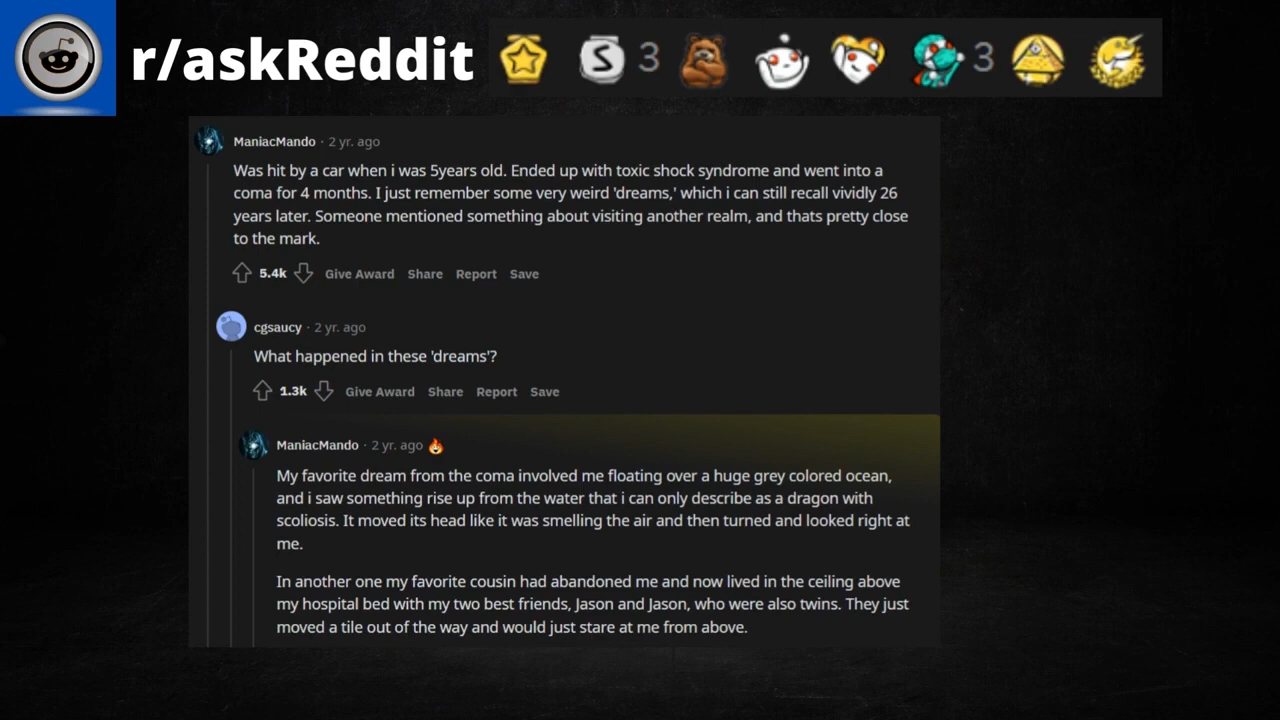 r/askReddit
S 3 3
ManiacMando · 2 yr. ago
Was hit by a car when i was 5years old. Ended up with toxic shock syndrome and went into a
coma for 4 months. I just remember some very weird 'dreams,' which i can still recall vividly 26
years later. Someone mentioned something about visiting another realm, and thats pretty close
to the mark.
5.4k Give Award Share Report Save
cgsaucy · 2 yr. ago
What happened in these 'dreams'?
1.3k Give Award Share Report Save
ManiacMando · 2 yr. ago
My favorite dream from the coma involved me floating over a huge grey colored ocean,
and i saw something rise up from the water that i can only describe as a dragon with
scoliosis. It moved its head like it was smelling the air and then turned and looked right at
me.
In another one my favorite cousin had abandoned me and now lived in the ceiling above
my hospital bed with my two best friends, Jason and Jason, who were also twins. They just
moved a tile out of the way and would just stare at me from above.